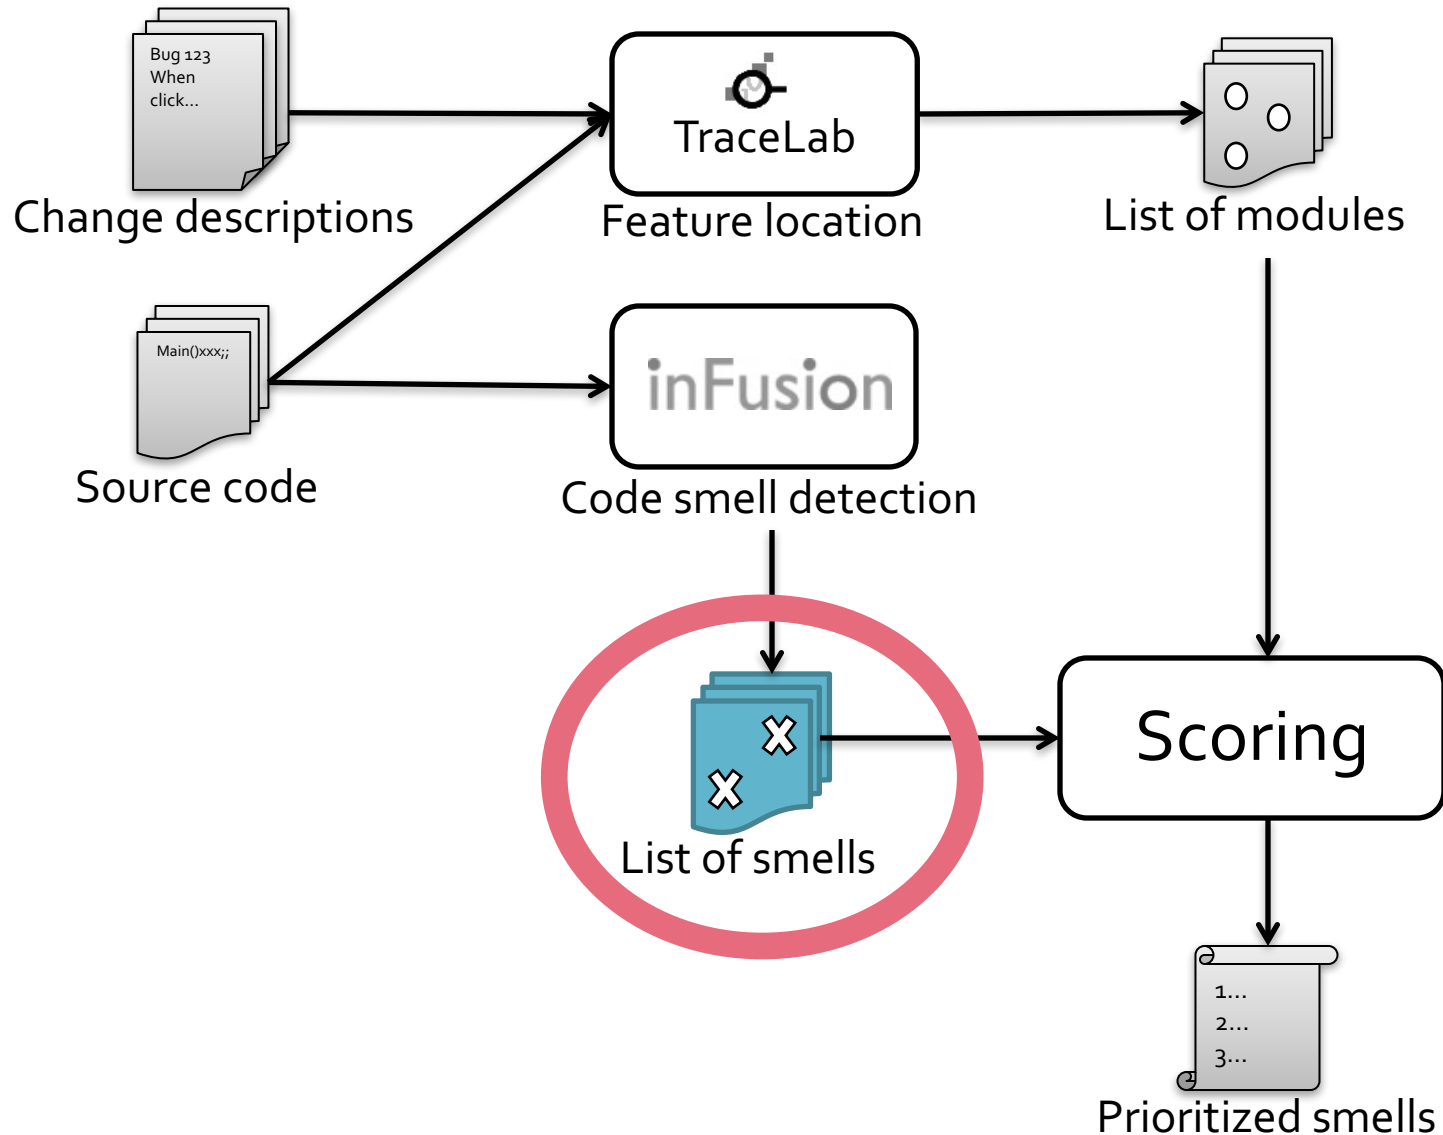 Bug 123
When
click...
Change descriptions
TraceLab
Feature location
List of modules
Main()xxx;;
Source code
inFusion
Code smell detection
List of smells
Scoring
1...
2...
3...
Prioritized smells